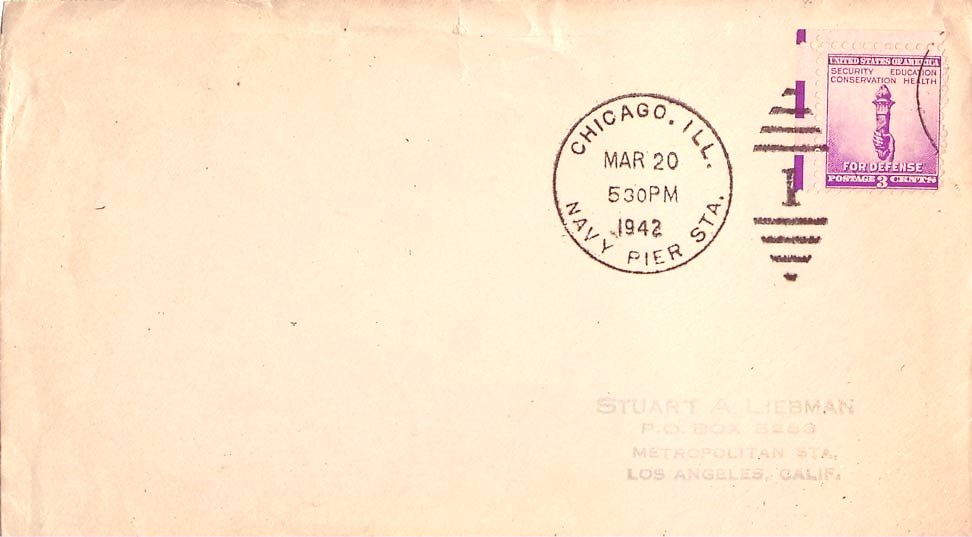 CHICAGO, ILL.
MAR 20
530PM
1942
NAVY PIER STA.
1
UNITED STATES OF AMERICA
SECURITY EDUCATION
CONSERVATION HEALTH
FOR DEFENSE
POSTAGE 3 CENTS
STUART A. LIEBMAN
P.O. BOX
METROPOLITAN STA.
LOS ANGELES, CALIF.